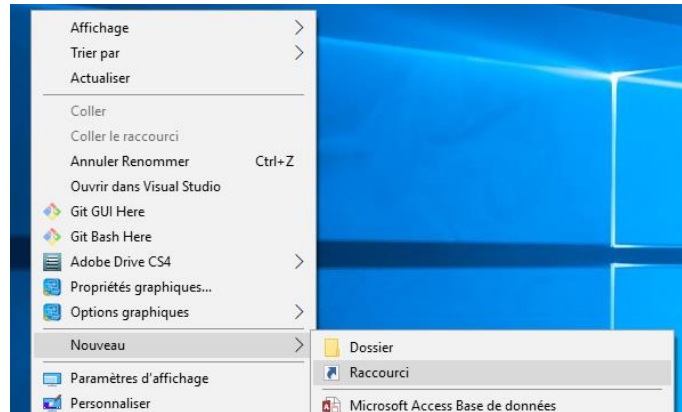 Affichage
Trier par
Actualiser
Coller
Coller le raccourci
Annuler Renommer Ctrl+Z
Ouvrir dans Visual Studio
Git GUI Here
Git Bash Here
Adobe Drive CS4
Propriétés graphiques...
Options graphiques
Nouveau
Dossier
Paramètres d'affichage
Raccourci
Personnaliser
Microsoft Access Base de données